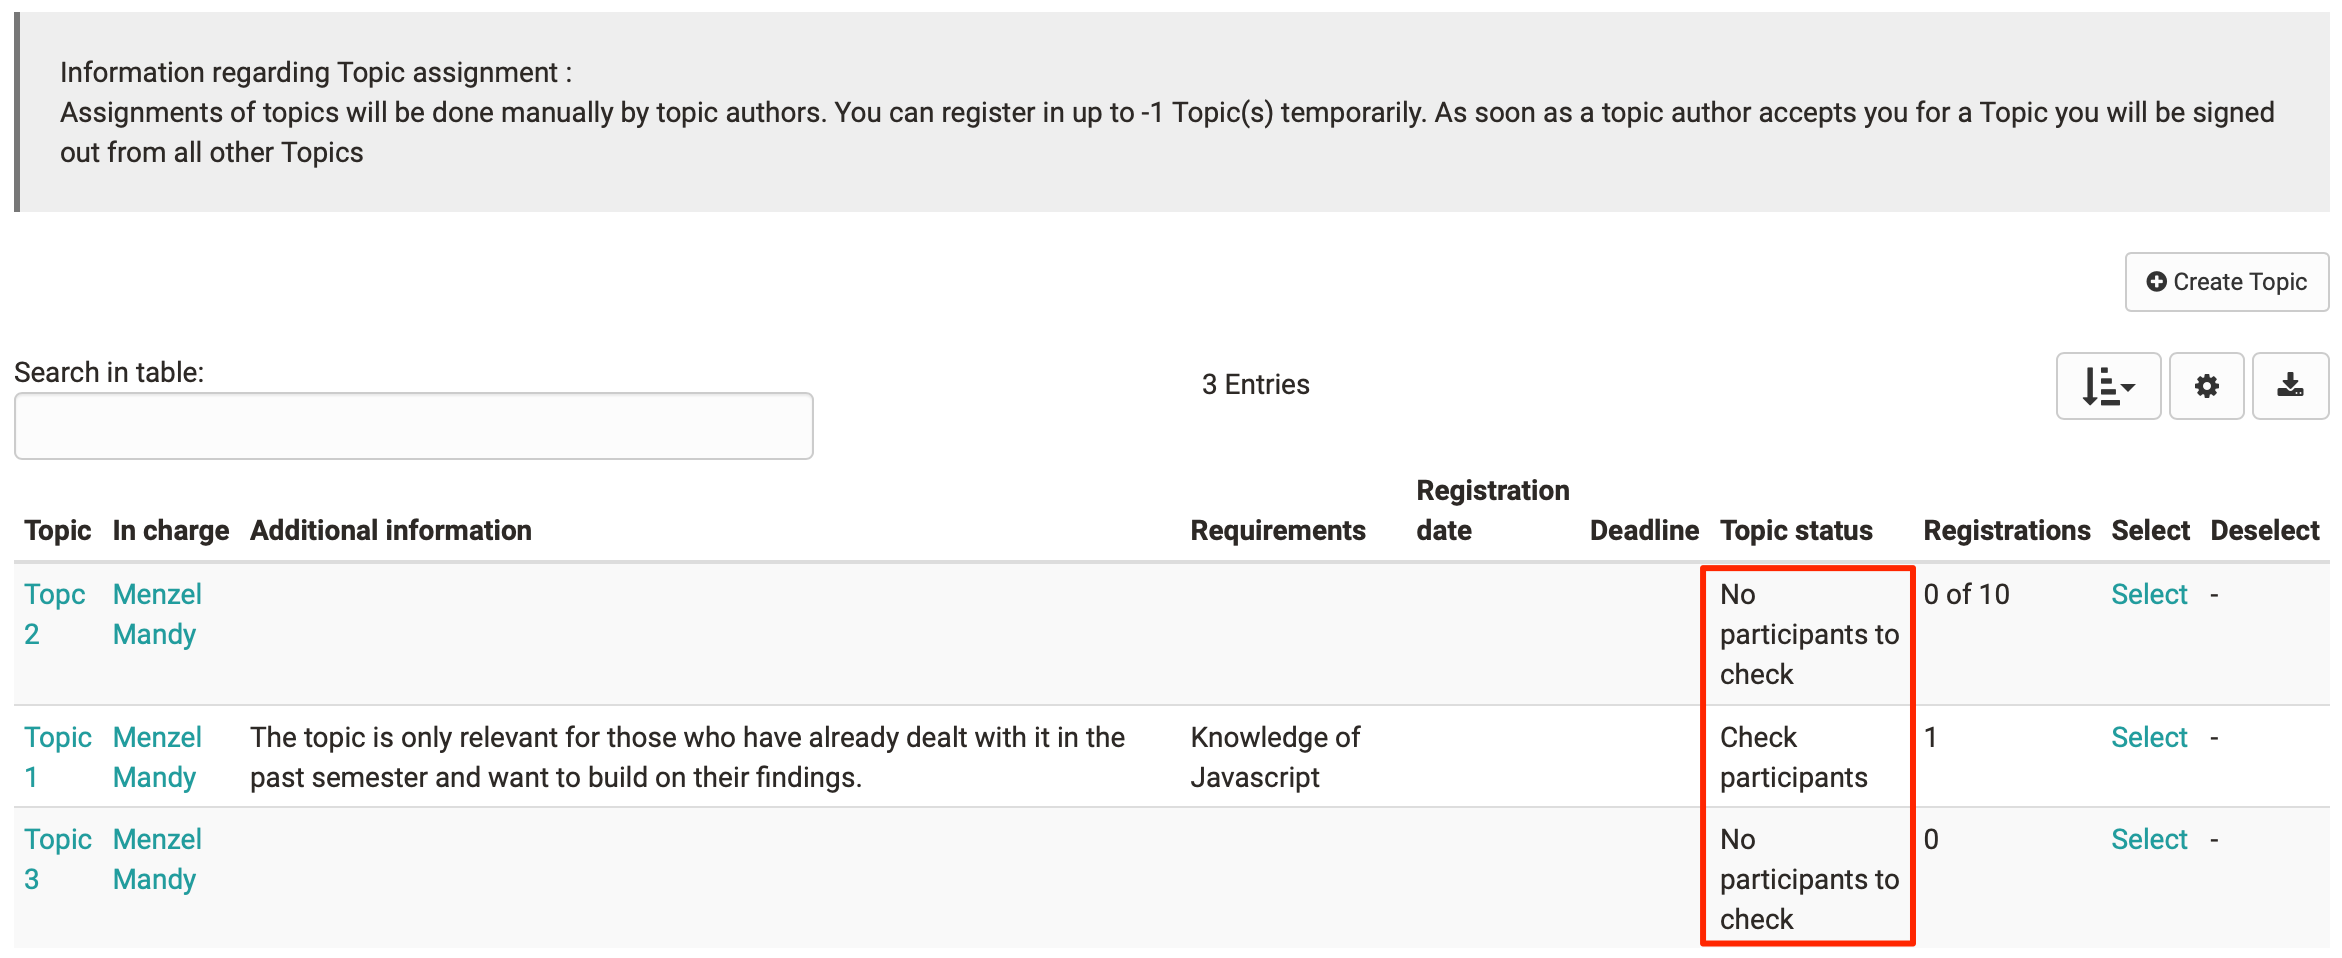 Information regarding Topic assignment :
Assignments of topics will be done manually by topic authors. You can register in up to -1 Topic(s) temporarily. As soon as a topic author accepts you for a Topic you will be signed
out from all other Topics
Create Topic
Search in table:
3 Entries
Topic In charge Additional information Requirements Registration date Deadline Topic status Registrations Select Deselect
Topc 2 Menzel Mandy No participants to check 0 of 10 Select -
Topic 1 Menzel Mandy The topic is only relevant for those who have already dealt with it in the past semester and want to build on their findings. Knowledge of Javascript Check participants 1 Select -
Topic 3 Menzel Mandy No participants to check 0 Select -